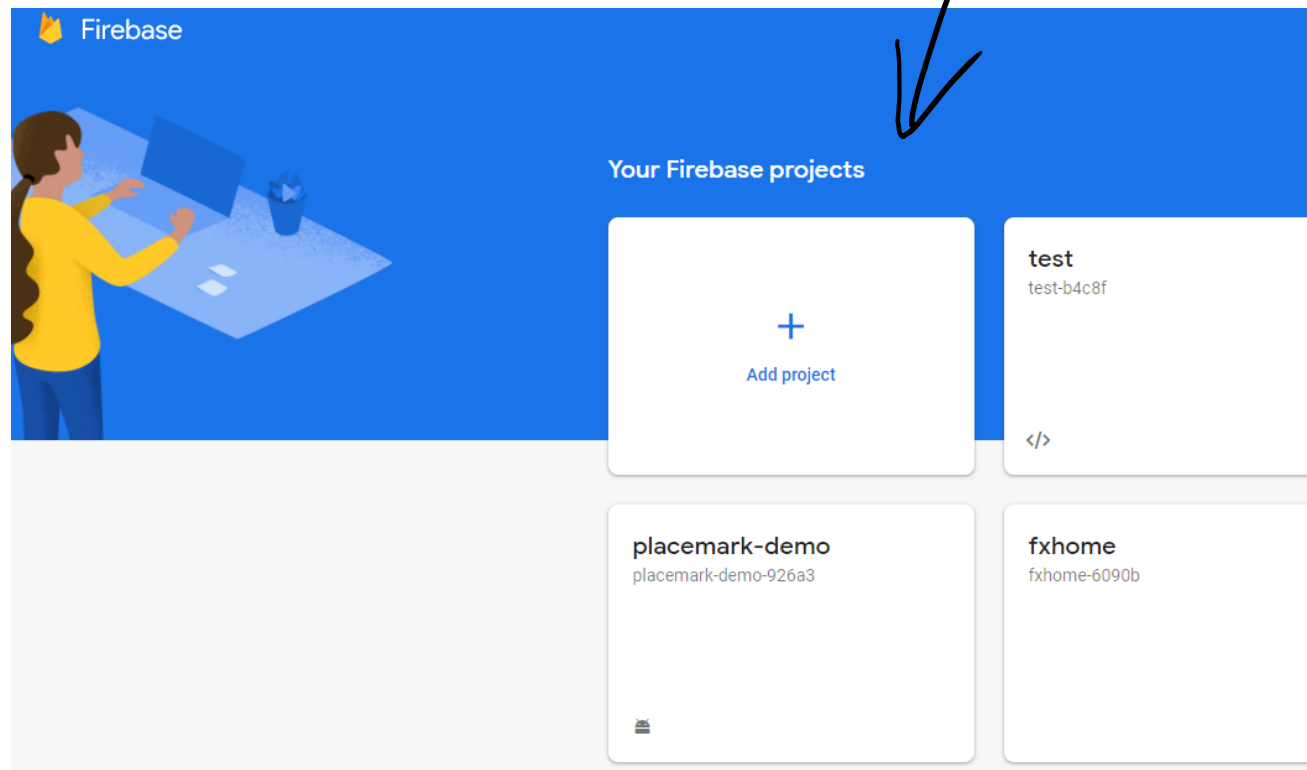 Firebase
Your Firebase projects
Add project
test
test-b4c8f
</>
placemark-demo
placemark-demo-926a3
fxhome
fxhome-6090b